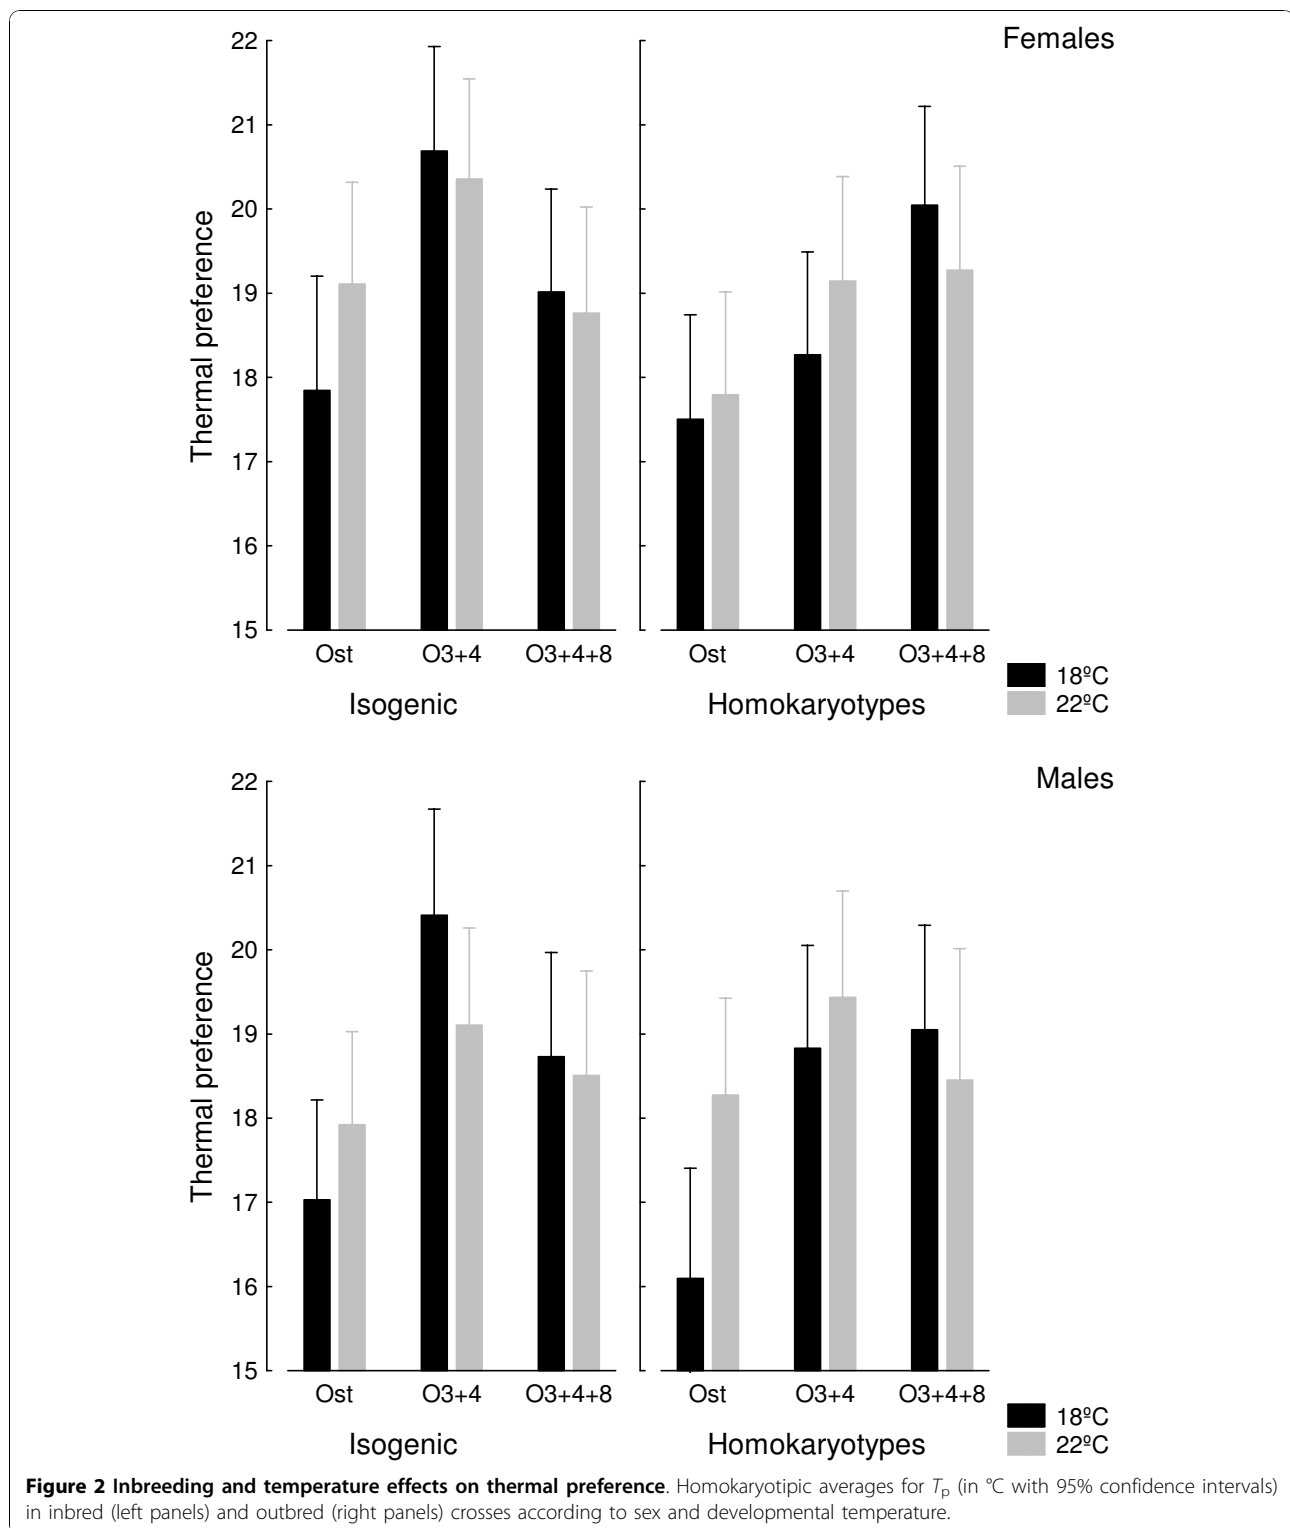 Females
22
21
20
19
18
17
16
15
Thermal preference
Ost O3+4 O3+4+8 Ost O3+4 O3+4+8
Isogenic Homokaryotypes
18ºC
22ºC
Males
22
21
20
19
18
17
16
15
Thermal preference
Ost O3+4 O3+4+8 Ost O3+4 O3+4+8
Isogenic Homokaryotypes
18ºC
22ºC
Figure 2 Inbreeding and temperature effects on thermal preference. Homokaryotipic averages for Tp (in °C with 95% confidence intervals)
in inbred (left panels) and outbred (right panels) crosses according to sex and developmental temperature.